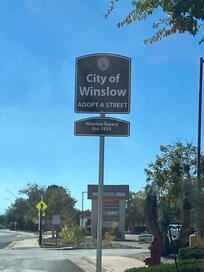 City of
Winslow
ADOPT A STREET
Winslow Rotary
Est. 1933